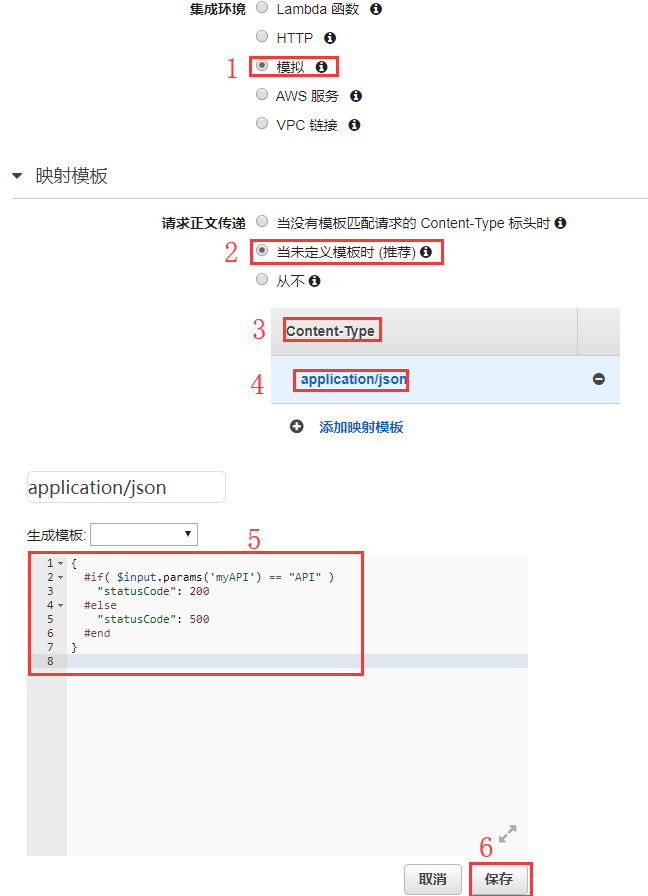 集成环境 Lambda 函数
HTTP
1 模拟
AWS 服务
VPC 链接
映射模板
请求正文传递 当没有模板匹配请求的 Content-Type 标头时
2 当未定义模板时 (推荐)
从不
3 Content-Type
4 application/json
添加映射模板
application/json
生成模板:
5
1 {
2 #if( $input.params('myAPI') == "API" )
3 "statusCode": 200
4 #else
5 "statusCode": 500
6 #end
7 }
8
6
取消 保存